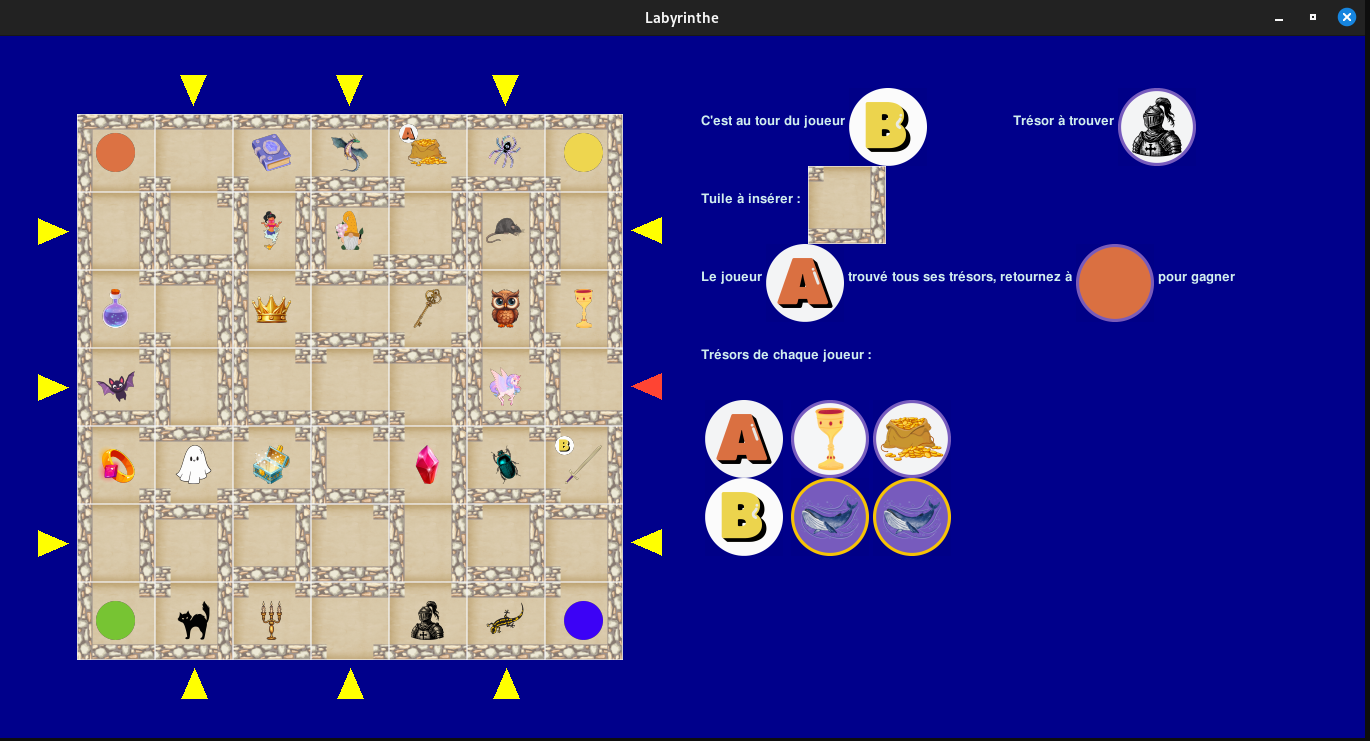 Labyrinthe
C'est au tour du joueur B
Trésor à trouver
Tuile à insérer :
Le joueur A trouvé tous ses trésors, retournez à pour gagner
Trésors de chaque joueur :
A
B
A
B